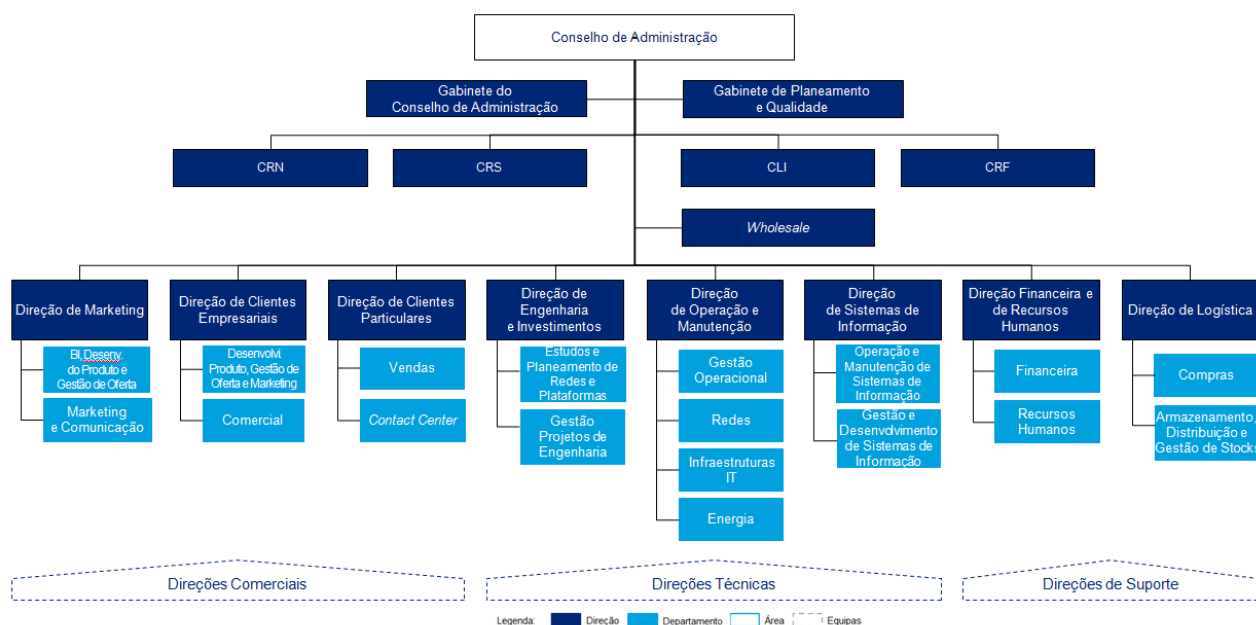 Conselho de Administração
Gabinete do
Conselho de Administração
Gabinete de Planeamento
e Qualidade
CRN
CRS
CLI
CRF
Wholesale
Direção de Marketing
Direção de Clientes
Empresariais
Direção de Clientes
Particulares
Direção de
Engenharia
e Investimentos
Direção
de Operação e
Manutenção
Direção
de Sistemas de
Informação
Direção Financeira e
de Recursos
Humanos
Direção de Logística
BI, Desenv.
do Produto e
Gestão de Oferta
Desenvolvi.
Produto, Gestão de
Oferta e Marketing
Vendas
Estudos e
Planeamento de
Redes e
Plataformas
Gestão
Operacional
Operação e
Manutenção de
Sistemas de
Informação
Financeira
Compras
Marketing
e Comunicação
Comercial
Contact Center
Gestão
Projetos de
Engenharia
Redes
Gestão e
Desenvolvimento
de Sistemas de
Informação
Recursos
Humanos
Armazenamento,
Distribuição e
Gestão de Stocks
Infraestruturas
IT
Energia
Direções Comerciais
Direções Técnicas
Direções de Suporte
Legenda: Direção Departamento Área Equipas